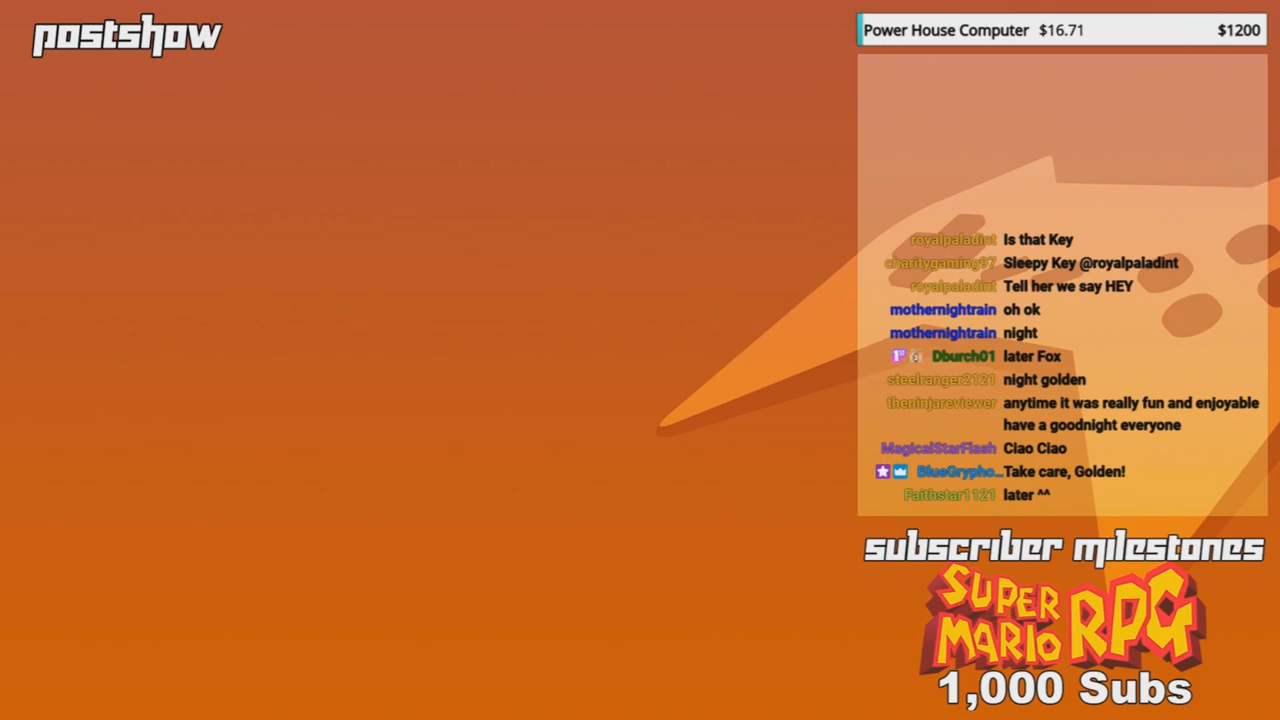 postshow
Power House Computer $16.71 $1200
royalpaladint Is that Key
charitygaming97 Sleepy Key @royalpaladint
royalpaladint Tell her we say HEY
mothernightrain oh ok
mothernightrain night
1ST Dburch01 later Fox
steelranger2121 night golden
theninjareviewer anytime it was really fun and enjoyable
have a goodnight everyone
MagicalStarFlash Ciao Ciao
BlueGrypho... Take care, Golden!
Faithstar1121 later ^^
subscriber milestones
SUPER
MARIO RPG
1,000 Subs